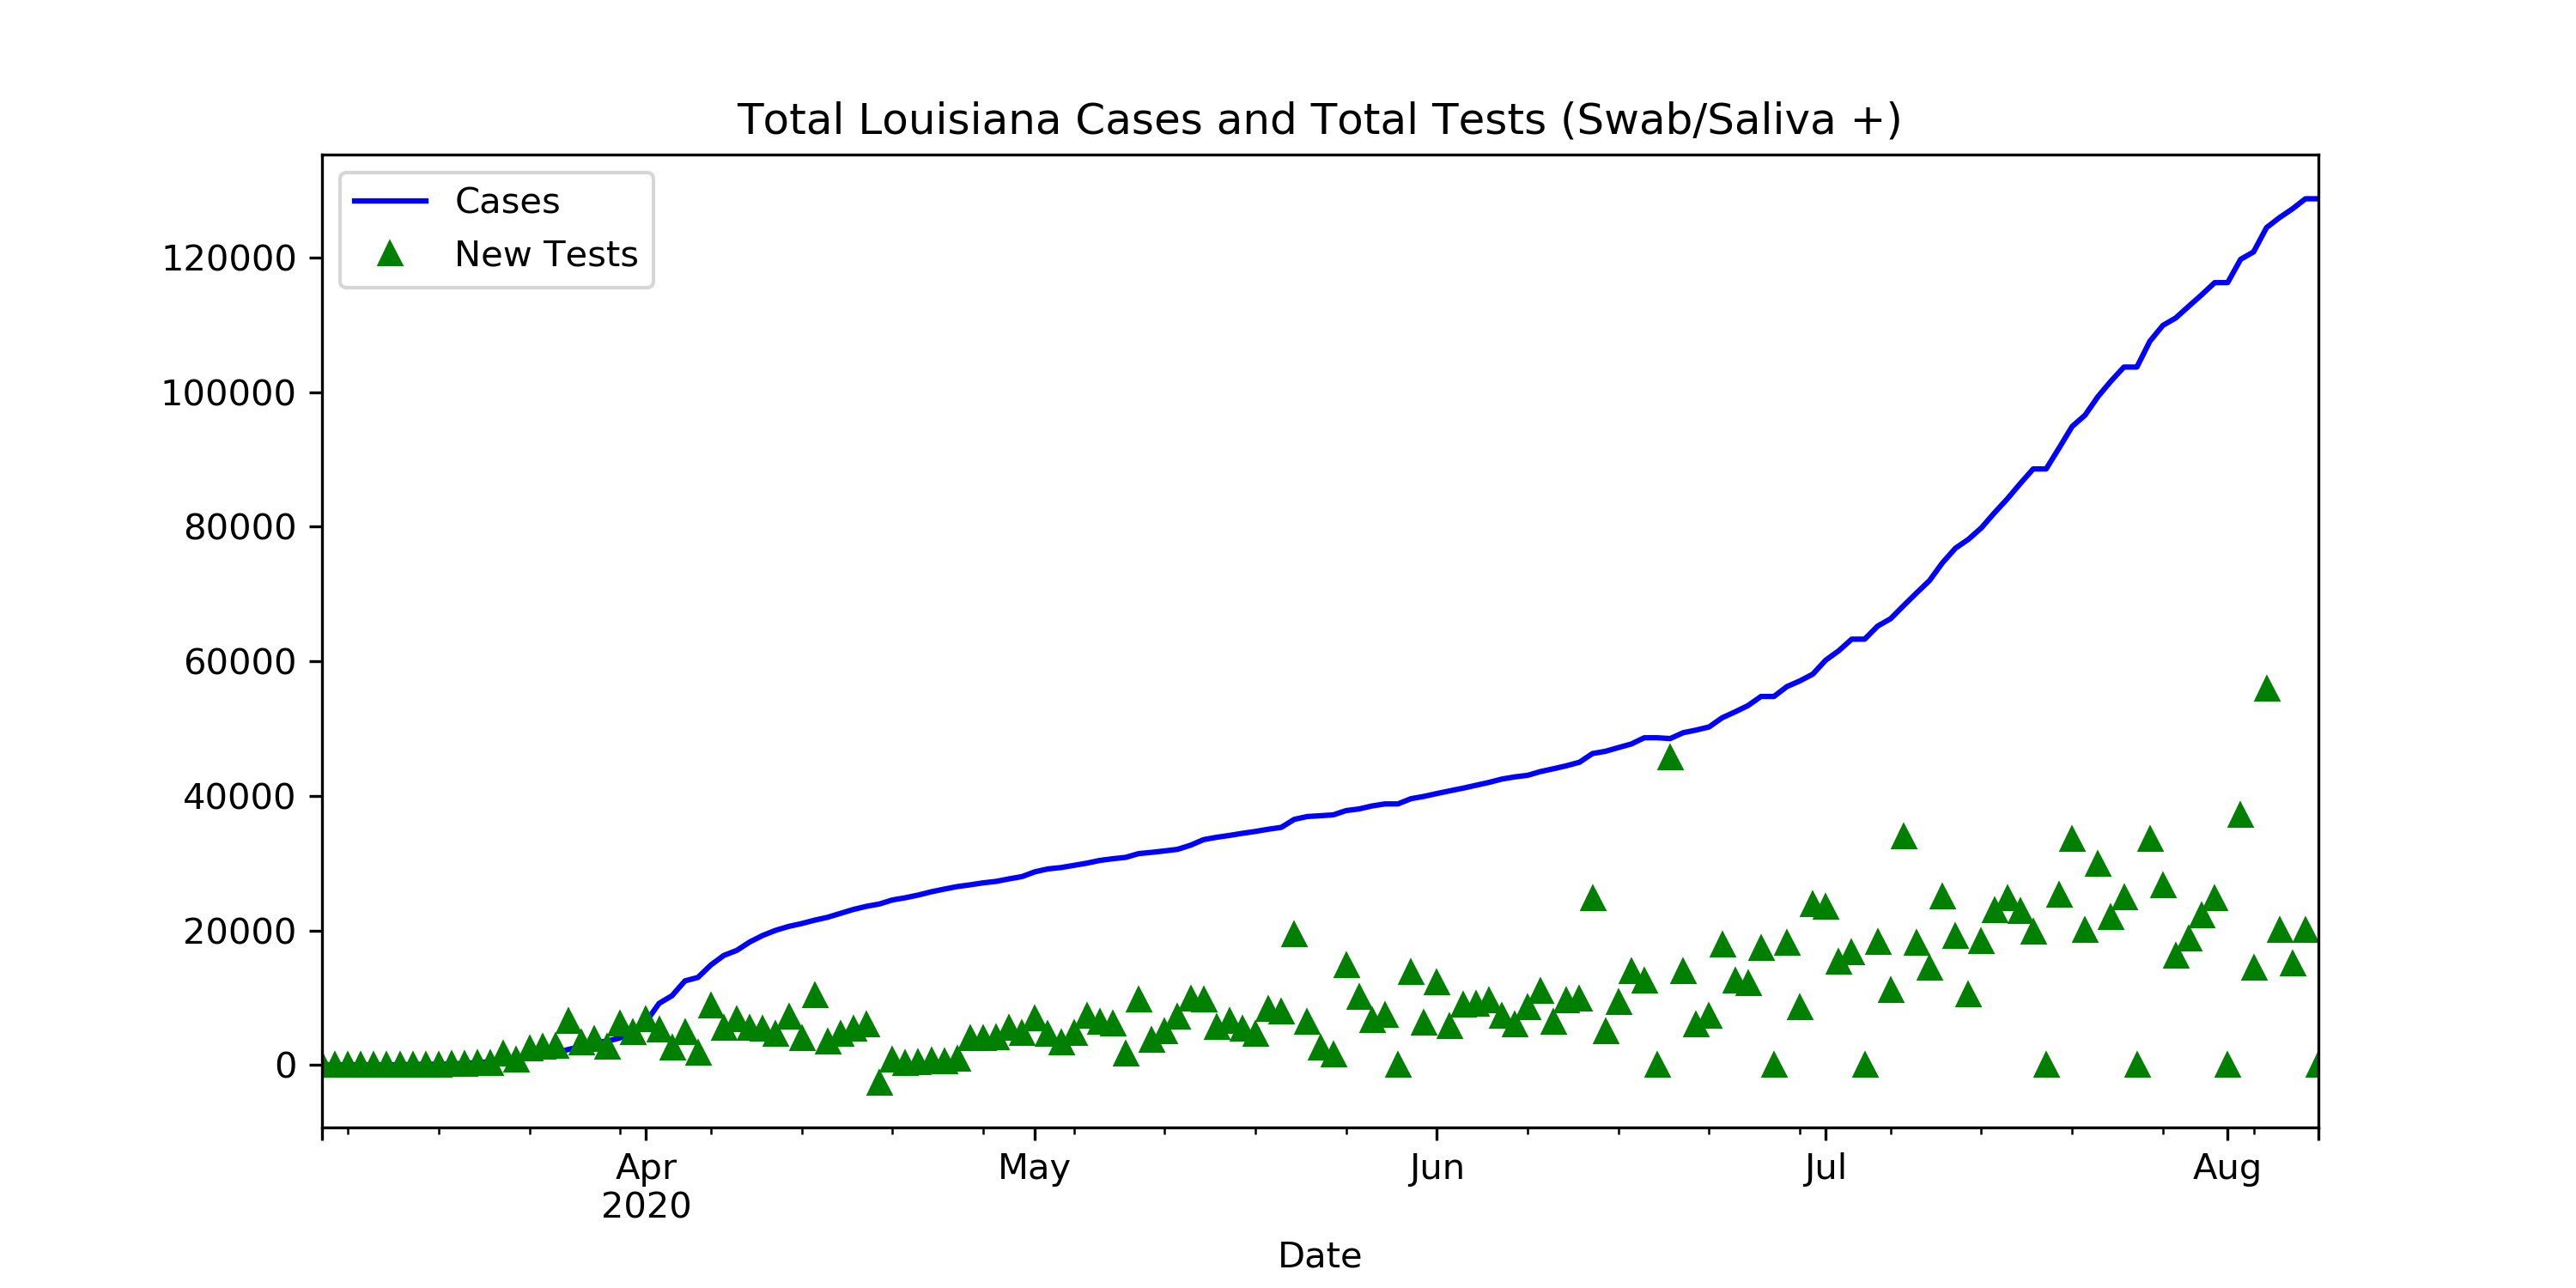 Total Louisiana Cases and Total Tests (Swab/Saliva +)
Cases
New Tests
120000
100000
80000
60000
40000
20000
0
Apr May Jun Jul Aug
2020
Date